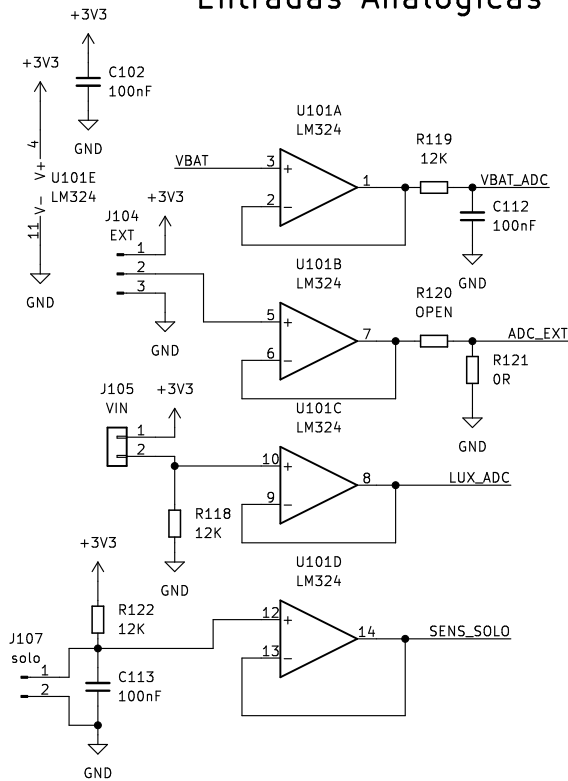 Entradas Analógicas
+3V3
+3V3
C102
100nF
GND
4
V+
U101E
LM324
V-
11
GND
U101A
LM324
VBAT
3
+
2
-
1
R119
12K
VBAT_ADC
C112
100nF
GND
J104
EXT
+3V3
1
2
3
GND
U101B
LM324
5
+
6
-
7
R120
OPEN
ADC_EXT
R121
0R
GND
J105
VIN
+3V3
1
2
U101C
LM324
10
+
9
-
8
LUX_ADC
R118
12K
GND
+3V3
R122
12K
J107
solo
1
2
C113
100nF
GND
U101D
LM324
12
+
13
-
14
SENS_SOLO